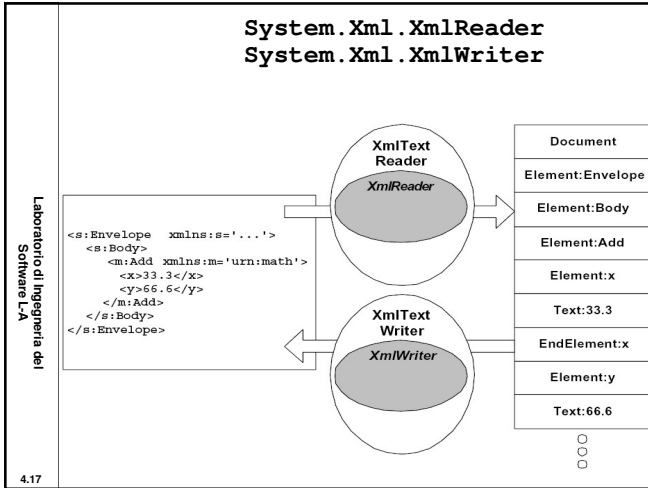 System.Xml.XmlReader
System.Xml.XmlWriter
Laboratorio di Ingegneria del
Software L-A
4.17
<s:Envelope xmlns:s='...'>
<s:Body>
<m:Add xmlns:m='urn:math'>
<x>33.3</x>
<y>66.6</y>
</m:Add>
</s:Body>
</s:Envelope>
XmlText
Reader
XmlReader
XmlText
Writer
XmlWriter
Document
Element:Envelope
Element:Body
Element:Add
Element:x
Text:33.3
EndElement:x
Element:y
Text:66.6